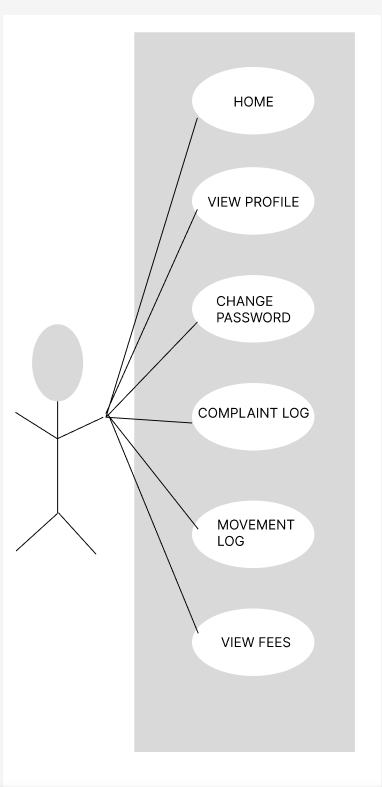 HOME
VIEW PROFILE
CHANGE
PASSWORD
COMPLAINT LOG
MOVEMENT
LOG
VIEW FEES